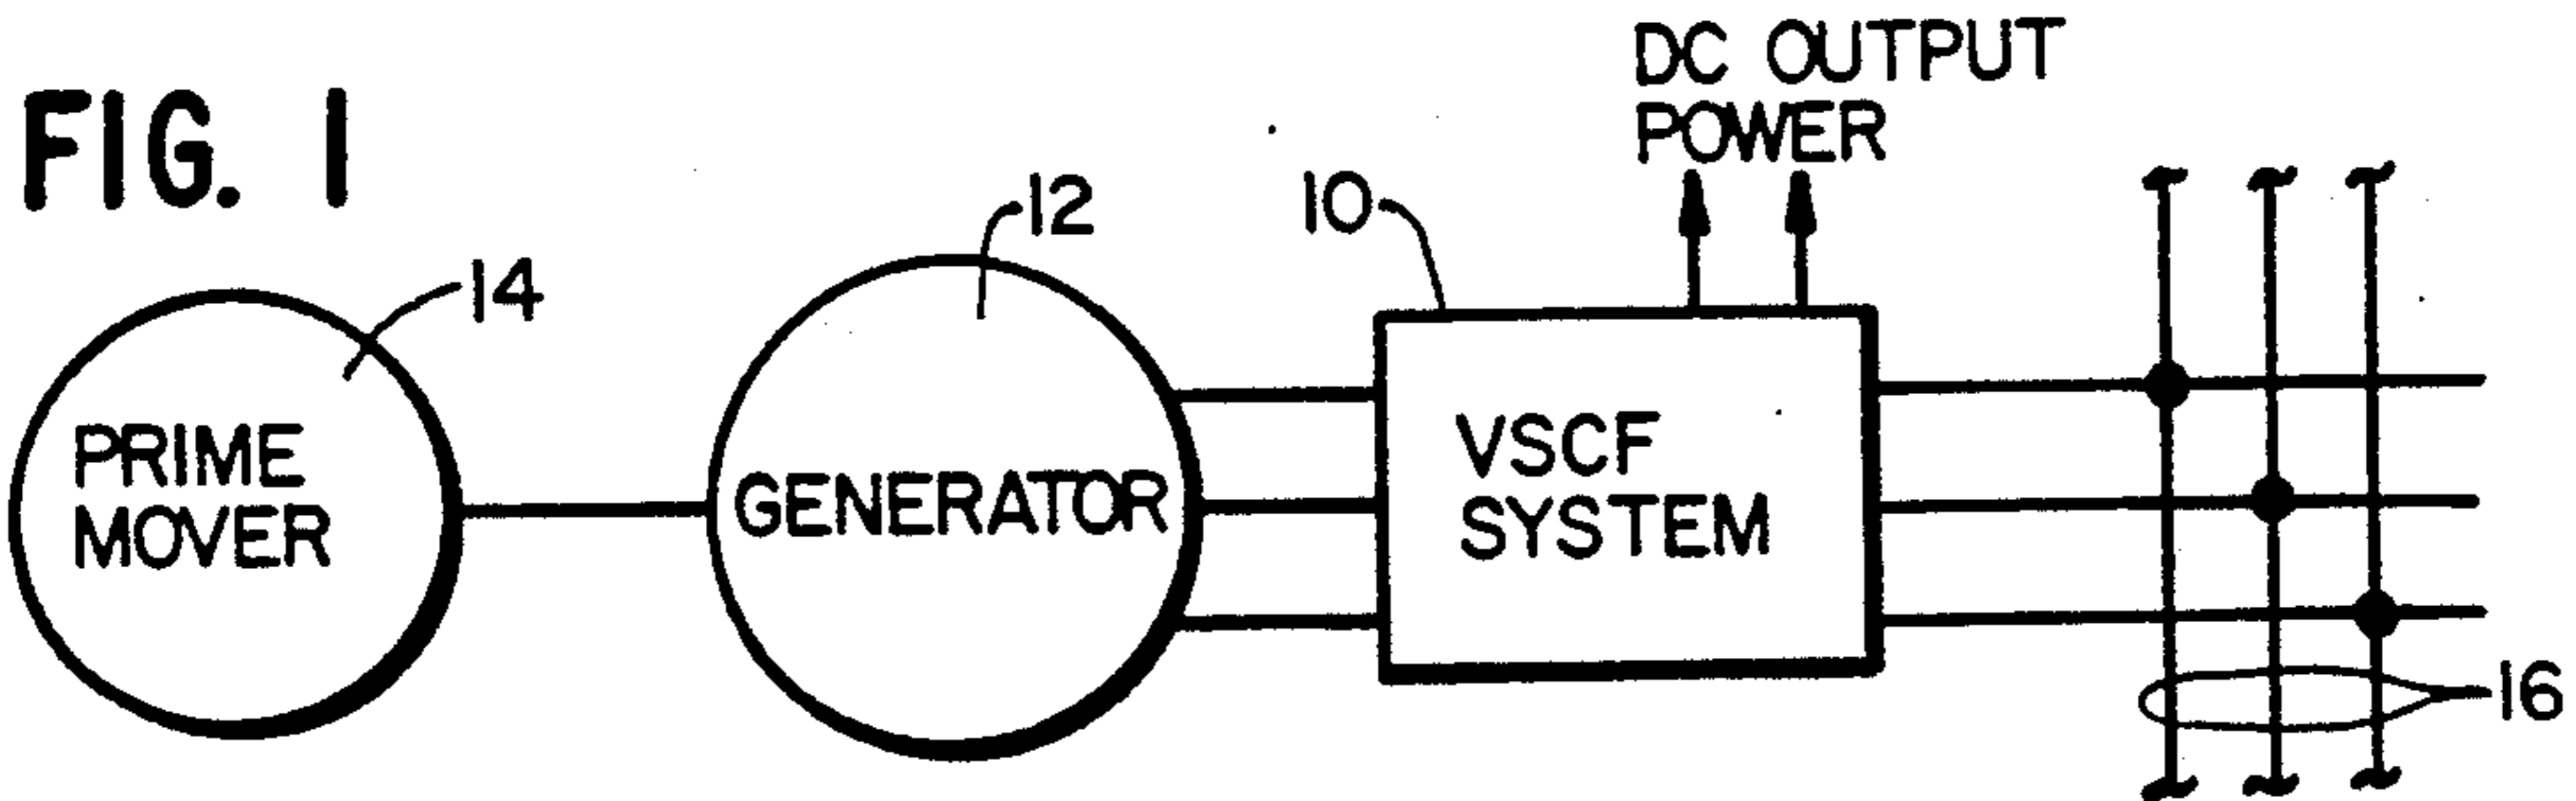 FIG. 1
DC OUTPUT
POWER
14
12
10
PRIME
MOVER
GENERATOR
VSCF
SYSTEM
16